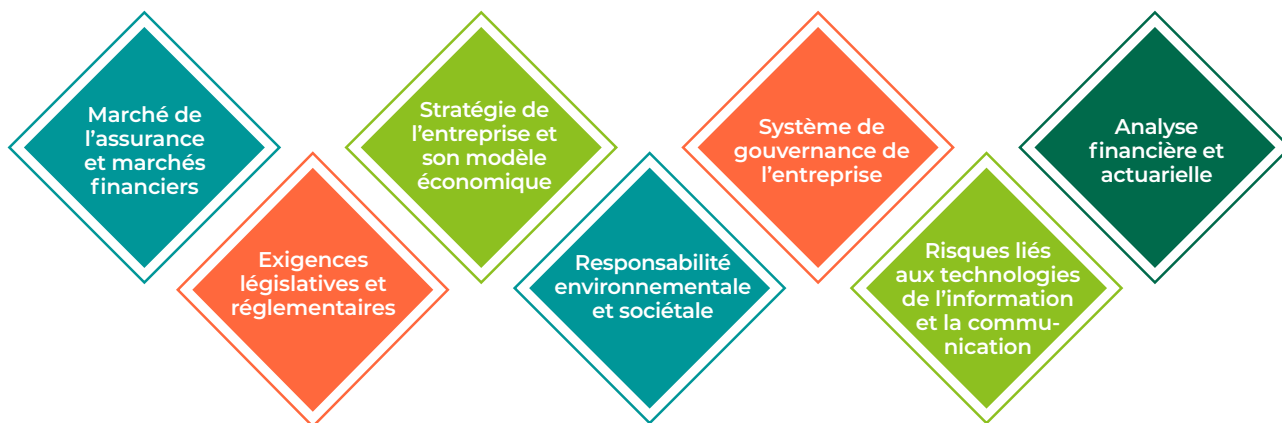 Marché de
l’assurance
et marchés
financiers
Exigences
législatives et
réglementaires
Stratégie de
l’entreprise et
son modèle
économique
Responsabilité
environnementale
et sociétale
Système de
gouvernance de
l’entreprise
Risques liés
aux technologies
de l’information
et la commu-
nication
Analyse
financière et
actuarielle